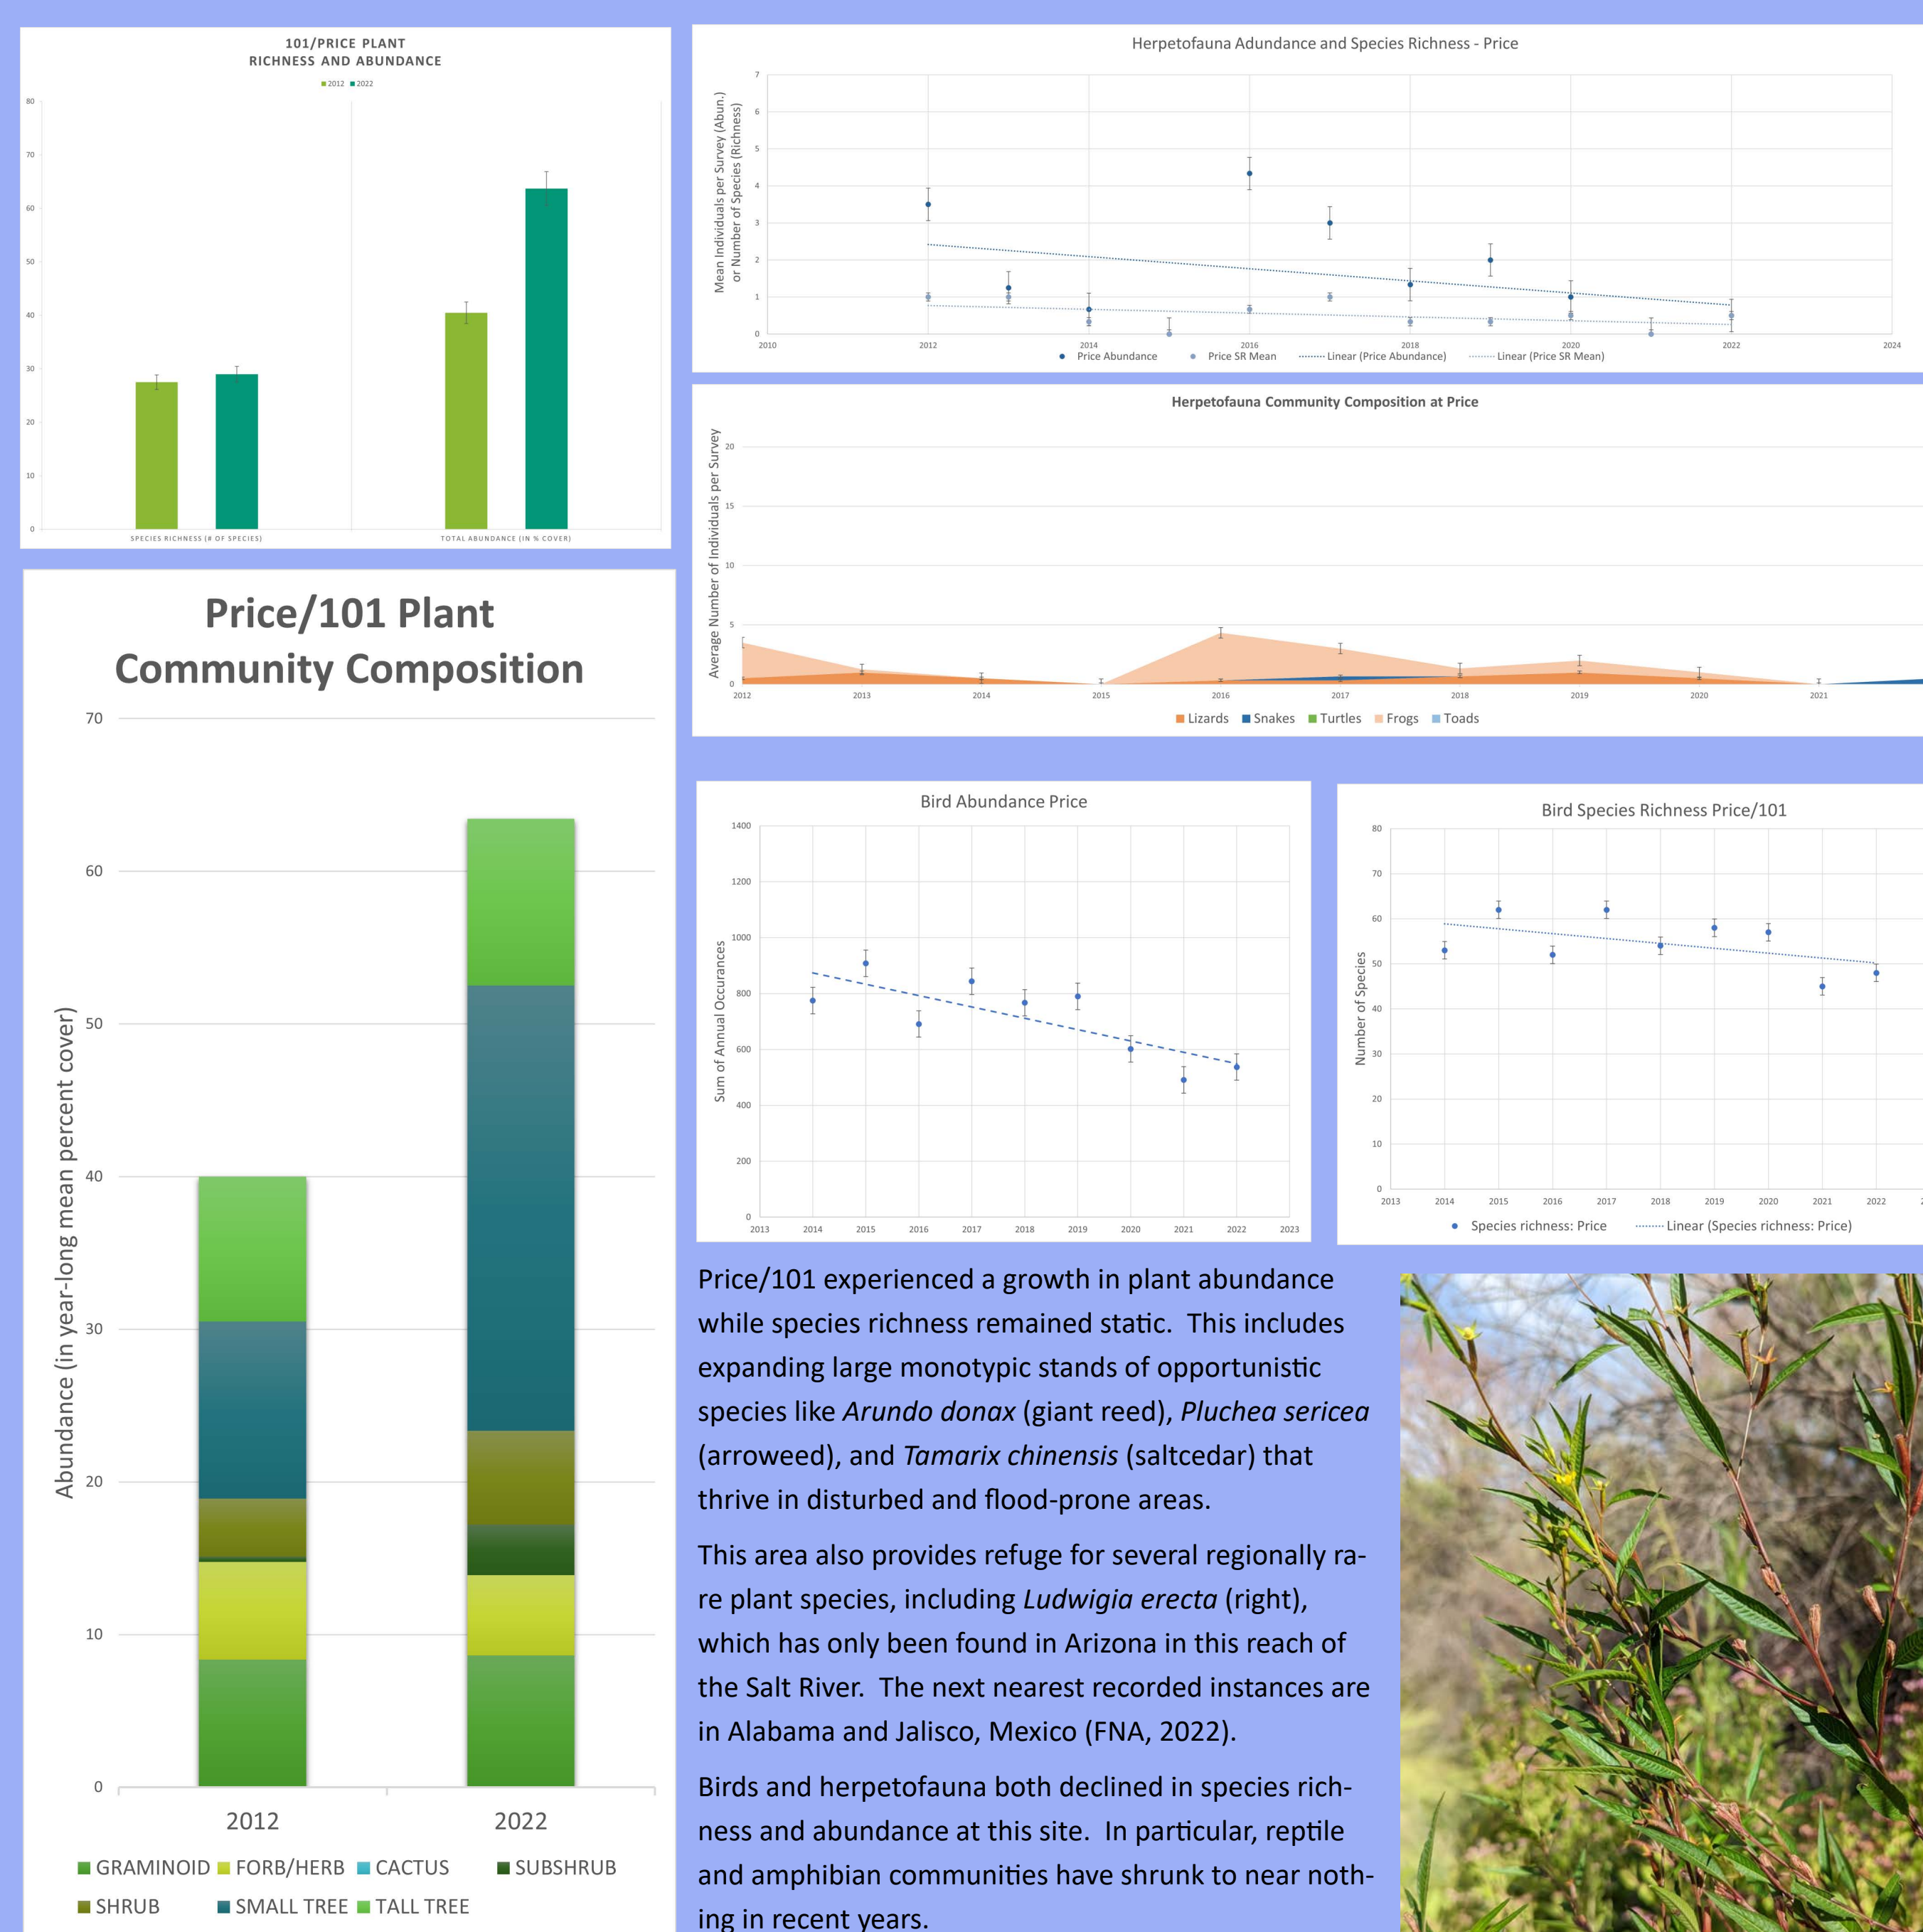 101/PRICE PLANT
RICHNESS AND ABUNDANCE
2012 2022
80
70
60
50
40
30
20
10
0
SPECIES RICHNESS (# OF SPECIES) TOTAL ABUNDANCE (IN % COVER)
Herpetofauna Adundance and Species Richness - Price
Mean Individuals per Survey (Abun.)
or Number of Species (Richness)
7
6
5
4
3
2
1
0
2010 2012 2014 2016 2018 2020 2022 2024
Price Abundance Price SR Mean Linear (Price Abundance) Linear (Price SR Mean)
Herpetofauna Community Composition at Price
Average Number of Individuals per Survey
20
15
10
5
0
2012 2013 2014 2015 2016 2017 2018 2019 2020 2021
Lizards Snakes Turtles Frogs Toads
Price/101 Plant
Community Composition
Abundance (in year-long mean percent cover)
70
60
50
40
30
20
10
0
2012 2022
GRAMINOID FORB/HERB CACTUS SUBSHRUB
SHRUB SMALL TREE TALL TREE
Bird Abundance Price
Sum of Annual Occurances
1400
1200
1000
800
600
400
200
0
2013 2014 2015 2016 2017 2018 2019 2020 2021 2022 2023
Bird Species Richness Price/101
Number of Species
80
70
60
50
40
30
20
10
0
2013 2014 2015 2016 2017 2018 2019 2020 2021 2022
Species richness: Price Linear (Species richness: Price)
Price/101 experienced a growth in plant abundance
while species richness remained static. This includes
expanding large monotypic stands of opportunistic
species like Arundo donax (giant reed), Pluchea sericea
(arroweed), and Tamarix chinensis (saltcedar) that
thrive in disturbed and flood-prone areas.
This area also provides refuge for several regionally ra-
re plant species, including Ludwigia erecta (right),
which has only been found in Arizona in this reach of
the Salt River. The next nearest recorded instances are
in Alabama and Jalisco, Mexico (FNA, 2022).
Birds and herpetofauna both declined in species rich-
ness and abundance at this site. In particular, reptile
and amphibian communities have shrunk to near noth-
ing in recent years.